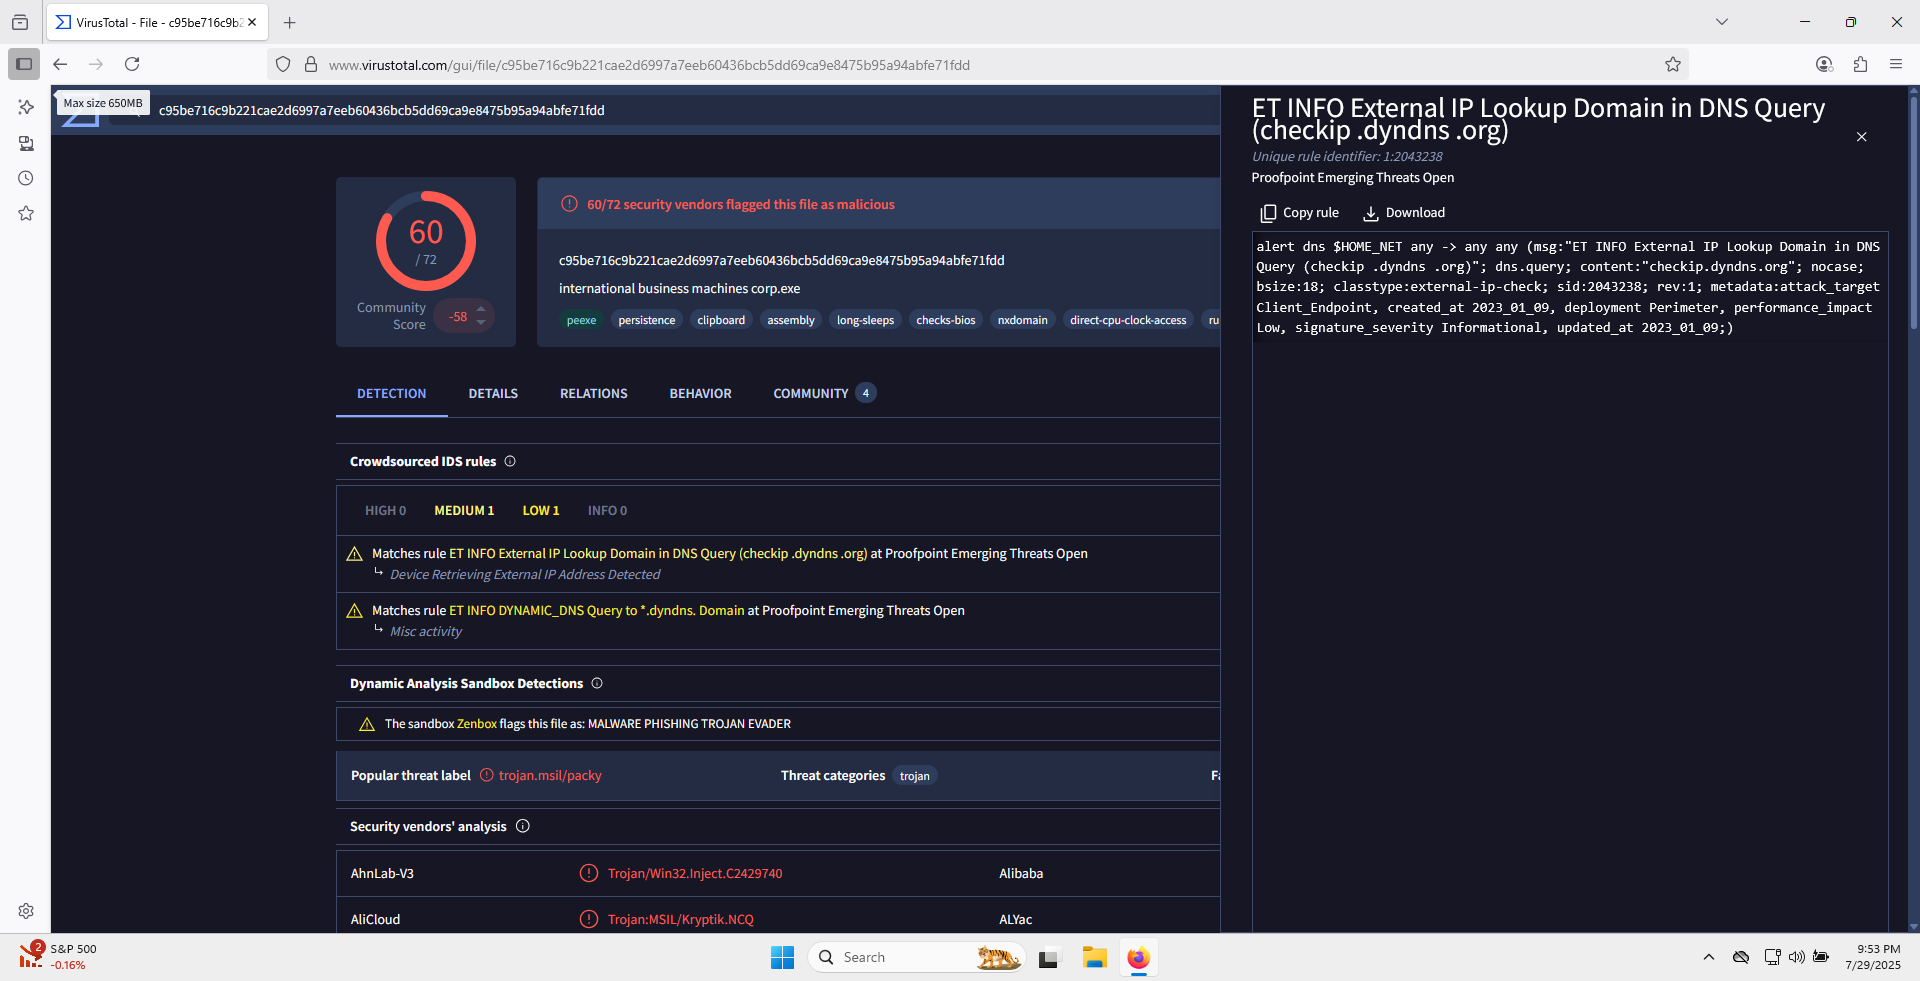 VirusTotal - File - c95be716c9b2
www.virustotal.com/gui/file/c95be716c9b221cae2d6997a7eeb60436bcb5dd69ca9e8475b95a94abfe71fdd
Max size 650MB
c95be716c9b221cae2d6997a7eeb60436bcb5dd69ca9e8475b95a94abfe71fdd
60
/ 72
Community
Score
-58
60/72 security vendors flagged this file as malicious
c95be716c9b221cae2d6997a7eeb60436bcb5dd69ca9e8475b95a94abfe71fdd
international business machines corp.exe
peexe persistence clipboard assembly long-sleeps checks-bios nxdomain direct-cpu-clock-access ru
DETECTION DETAILS RELATIONS BEHAVIOR COMMUNITY 4
Crowdsourced IDS rules
HIGH 0 MEDIUM 1 LOW 1 INFO 0
Matches rule ET INFO External IP Lookup Domain in DNS Query (checkip .dyndns .org) at Proofpoint Emerging Threats Open
Device Retrieving External IP Address Detected
Matches rule ET INFO DYNAMIC_DNS Query to *.dyndns. Domain at Proofpoint Emerging Threats Open
Misc activity
Dynamic Analysis Sandbox Detections
The sandbox Zenbox flags this file as: MALWARE PHISHING TROJAN EVADER
Popular threat label trojan.msil/packy Threat categories trojan Fa
Security vendors' analysis
AhnLab-V3 Trojan/Win32.Inject.C2429740 Alibaba
AliCloud Trojan:MSIL/Kryptik.NCQ ALYac
ET INFO External IP Lookup Domain in DNS Query
(checkip .dyndns .org)
Unique rule identifier: 1:2043238
Proofpoint Emerging Threats Open
Copy rule Download
alert dns $HOME_NET any -> any any (msg:"ET INFO External IP Lookup Domain in DNS
Query (checkip .dyndns .org)"; dns.query; content:"checkip.dyndns.org"; nocase;
bsize:18; classtype:external-ip-check; sid:2043238; rev:1; metadata:attack_target
Client_Endpoint, created_at 2023_01_09, deployment Perimeter, performance_impact
Low, signature_severity Informational, updated_at 2023_01_09;)
2
S&P 500
-0.16%
Search
9:53 PM
7/29/2025